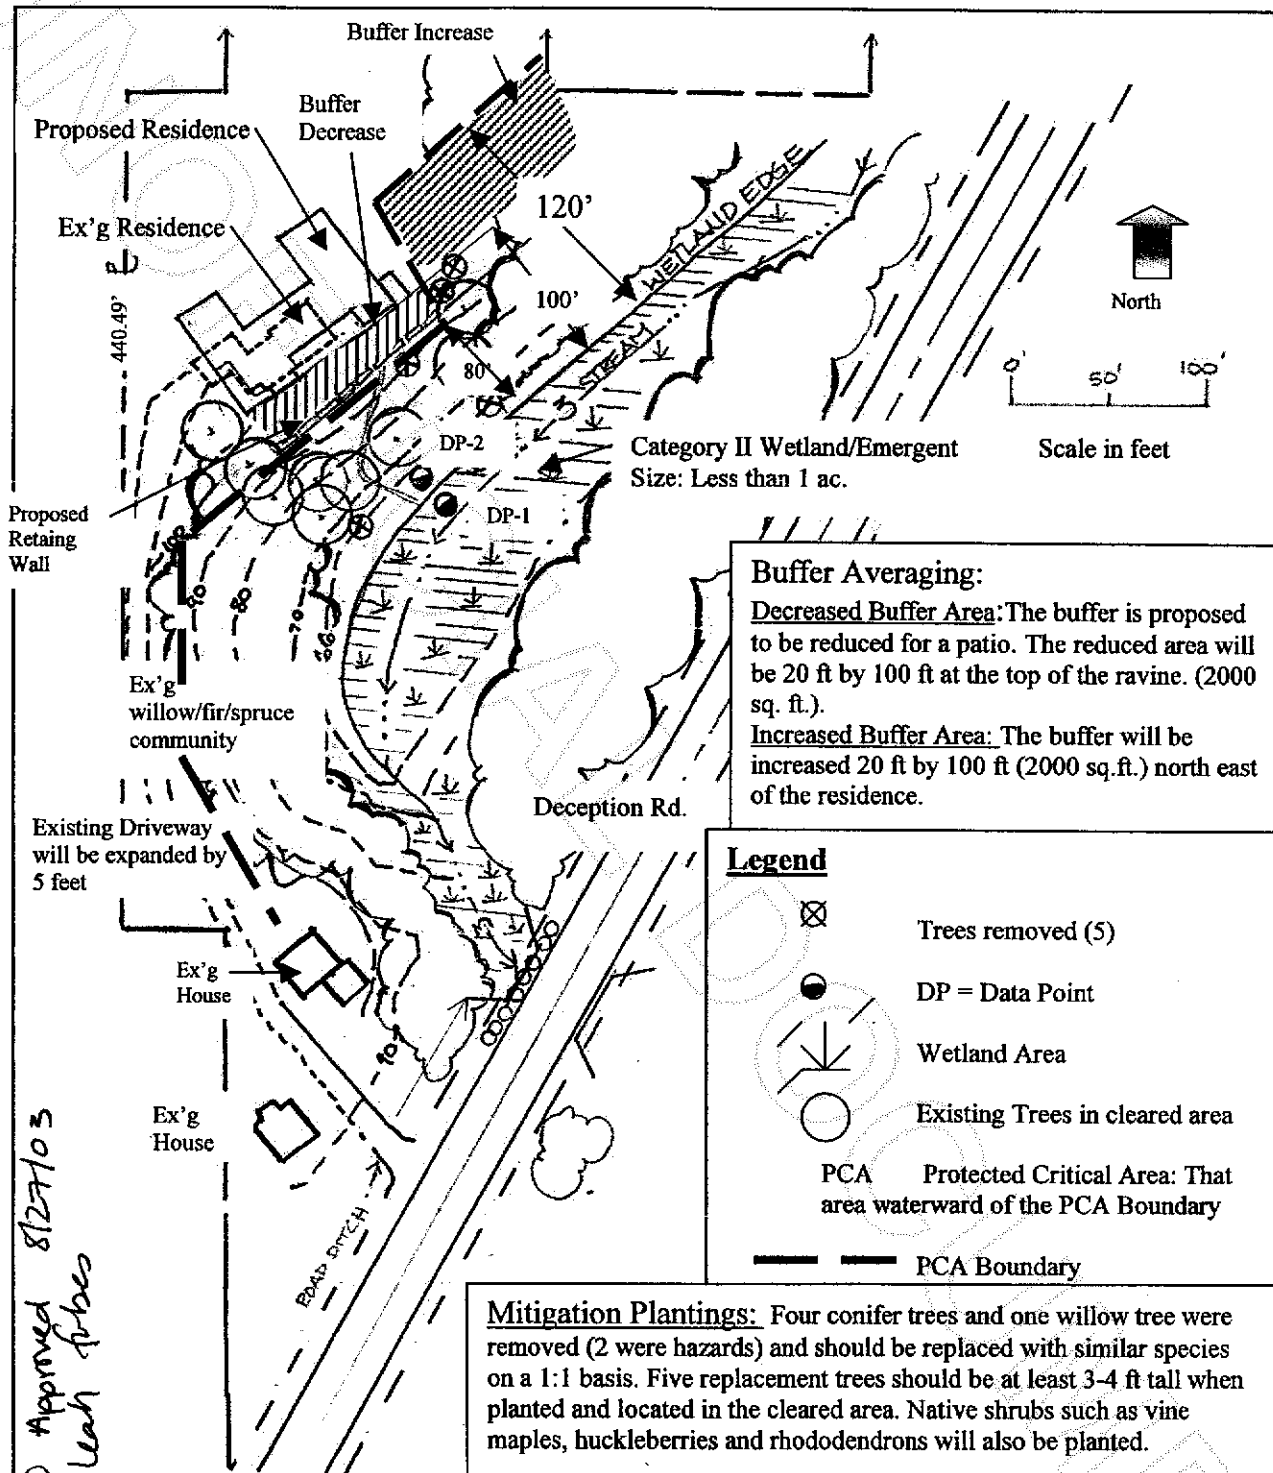 Buffer Increase
Buffer
Decrease
Proposed Residence
Ex'g Residence
440.49'
120'
100'
80'
WETLAND EDGE
STREAM
North
0'
50'
100'
Scale in feet
DP-2
DP-1
Category II Wetland/Emergent
Size: Less than 1 ac.
Proposed
Retaing
Wall
100
90
80
70
Ex'g
willow/fir/spruce
community
Existing Driveway
will be expanded by
5 feet
Deception Rd.
Ex'g
House
Ex'g
House
ROAD DITCH
Approved 8/27/03
Leah Forbes
Buffer Averaging:
Decreased Buffer Area: The buffer is proposed
to be reduced for a patio. The reduced area will
be 20 ft by 100 ft at the top of the ravine. (2000
sq. ft.).
Increased Buffer Area: The buffer will be
increased 20 ft by 100 ft (2000 sq.ft.) north east
of the residence.
Legend
Trees removed (5)
DP = Data Point
Wetland Area
Existing Trees in cleared area
PCA Protected Critical Area: That
area waterward of the PCA Boundary
PCA Boundary
Mitigation Plantings: Four conifer trees and one willow tree were
removed (2 were hazards) and should be replaced with similar species
on a 1:1 basis. Five replacement trees should be at least 3-4 ft tall when
planted and located in the cleared area. Native shrubs such as vine
maples, huckleberries and rhododendrons will also be planted.